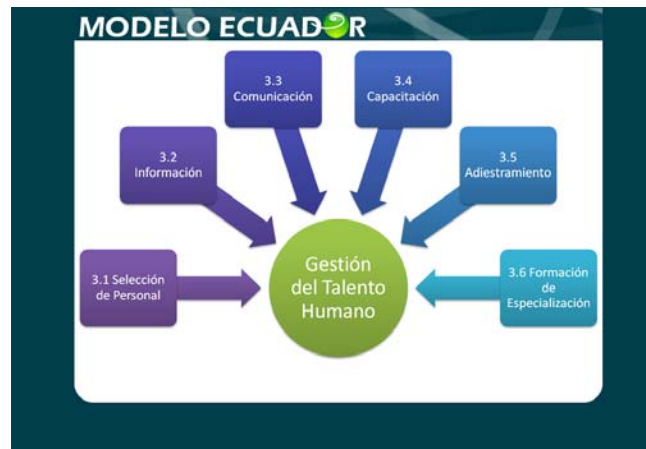 MODELO ECUADOR
3.3
Comunicación
3.4
Capacitación
3.2
Información
3.5
Adiestramiento
3.1 Selección
de Personal
Gestión
del Talento
Humano
3.6 Formación
de
Especialización